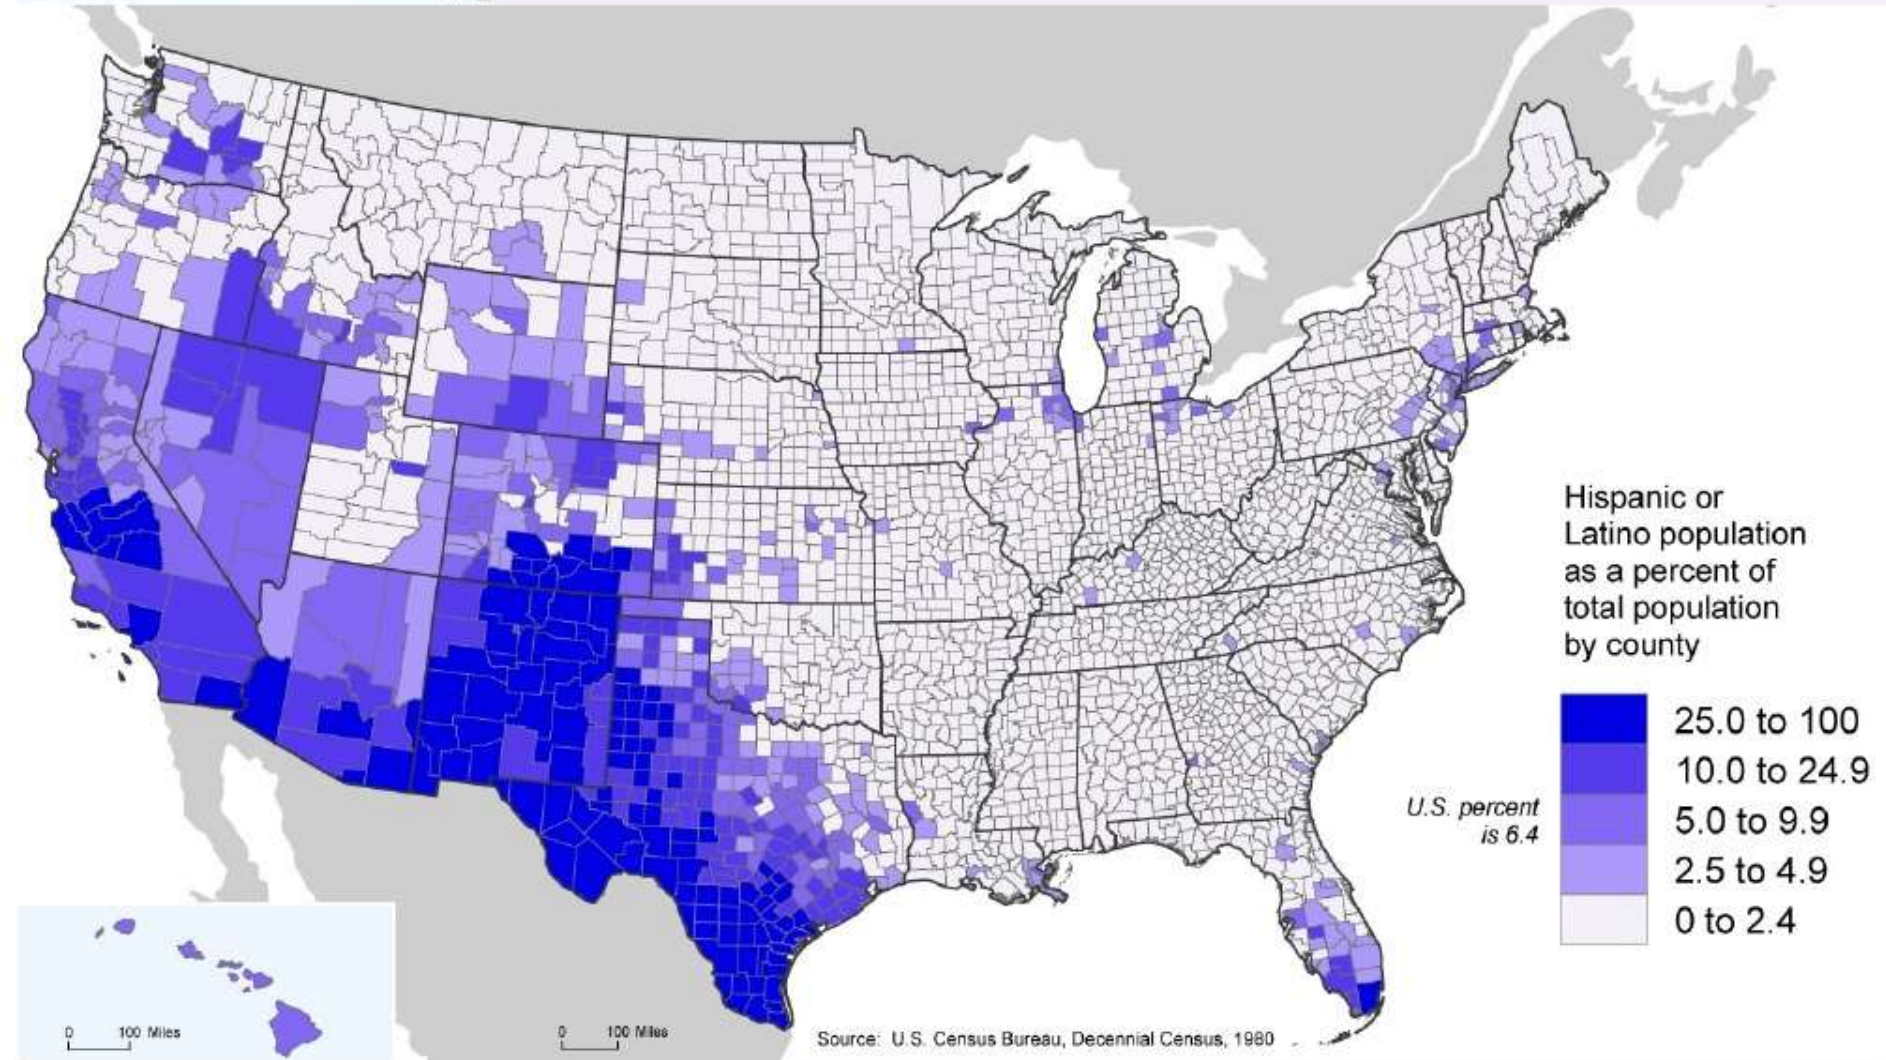 Hispanic or
Latino population
as a percent of
total population
by county
25.0 to 100
10.0 to 24.9
5.0 to 9.9
2.5 to 4.9
0 to 2.4
U.S. percent
is 6.4
0 100 Miles
0 100 Miles
Source: U.S. Census Bureau, Decennial Census, 1980